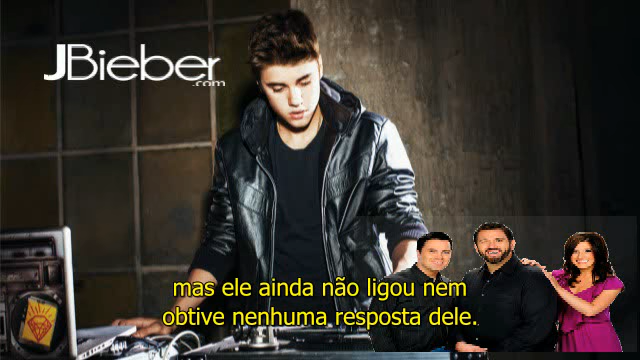 JBieber
.com
mas ele ainda não ligou nem
obtive nenhuma resposta dele.